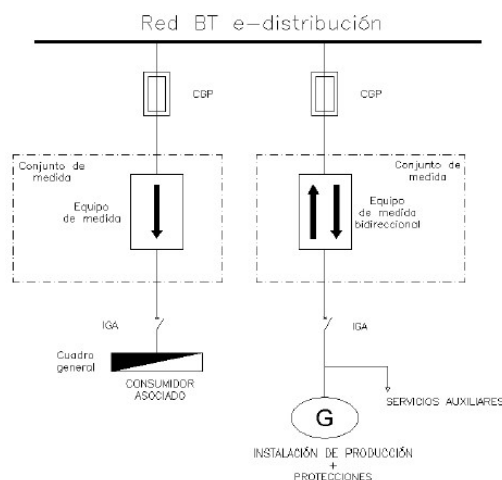 Red BT e-distribución
CGP
CGP
Conjunto de
medida
Conjunto de
medida
Equipo
de medida
Equipo
de medida
bidireccional
IGA
IGA
Cuadro
general
CONSUMIDOR
ASOCIADO
SERVICIOS AUXILIARES
G
INSTALACIÓN DE PRODUCCIÓN
+
PROTECCIONES